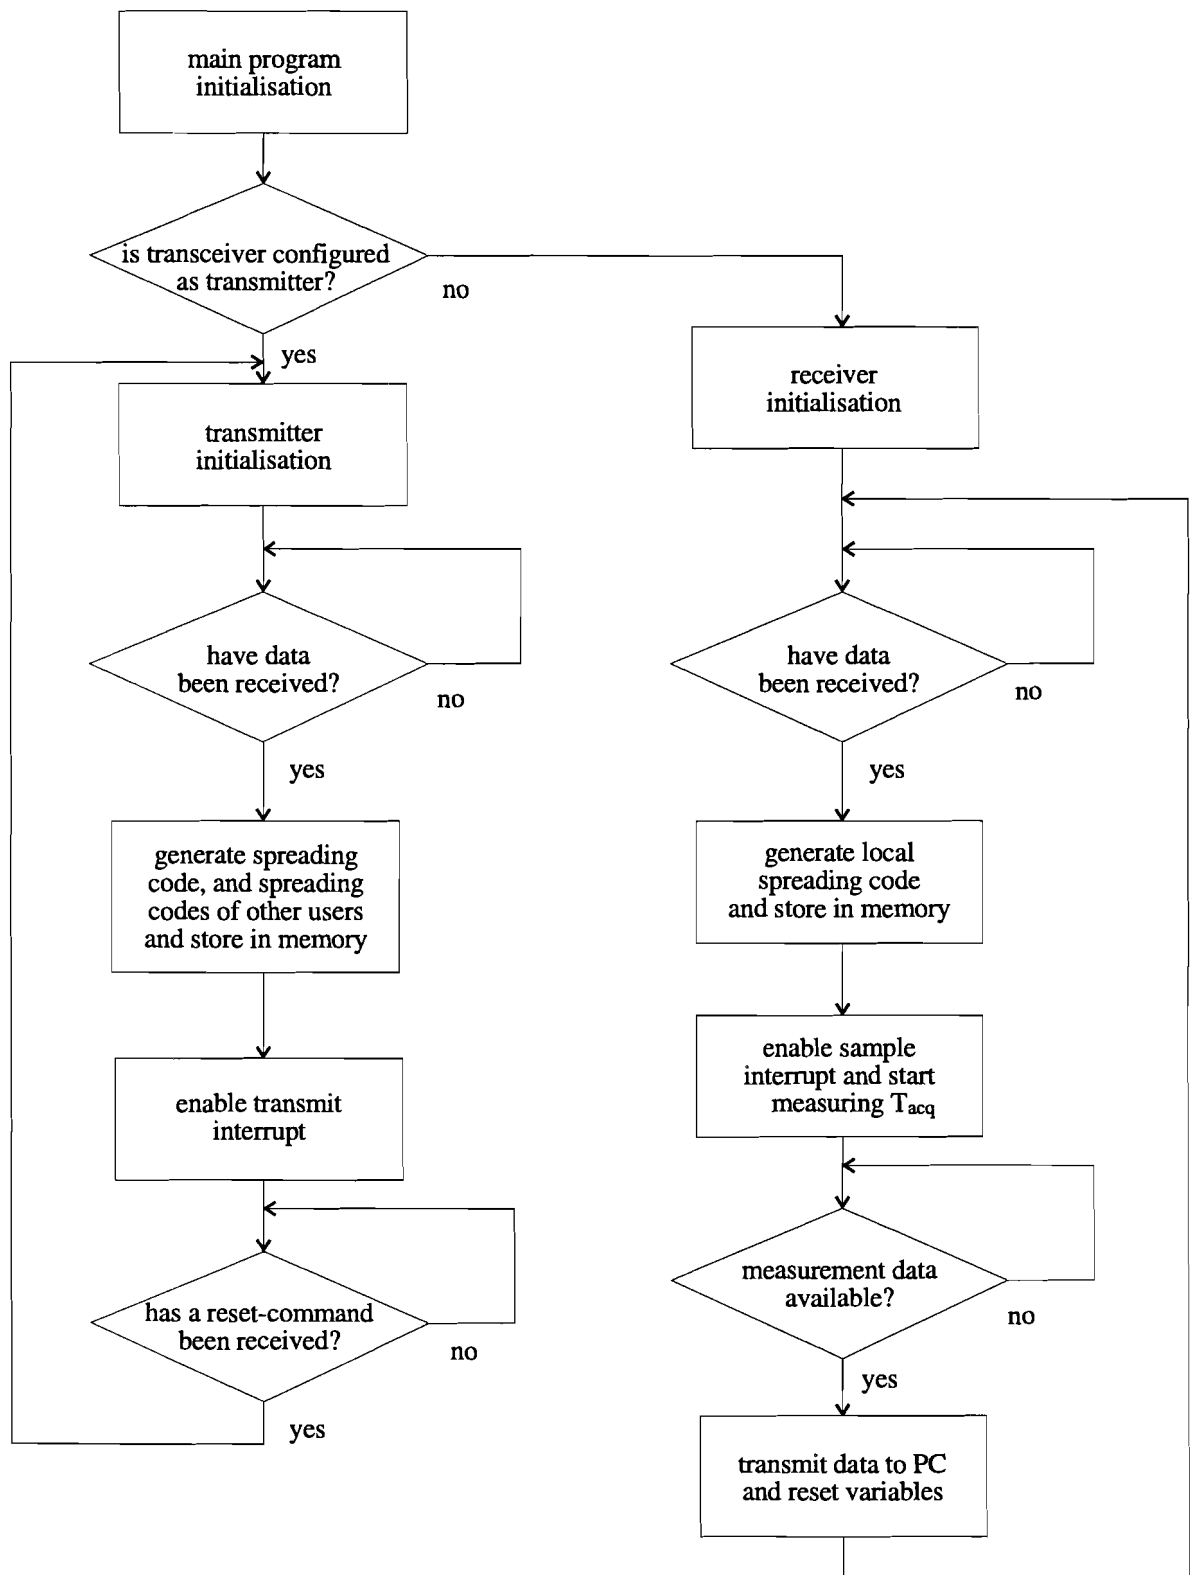 main program
initialisation
is transceiver configured
as transmitter?
no
yes
transmitter
initialisation
have data
been received?
no
yes
generate spreading
code, and spreading
codes of other users
and store in memory
enable transmit
interrupt
has a reset-command
been received?
no
yes
receiver
initialisation
have data
been received?
no
yes
generate local
spreading code
and store in memory
enable sample
interrupt and start
measuring Tacq
measurement data
available?
no
yes
transmit data to PC
and reset variables